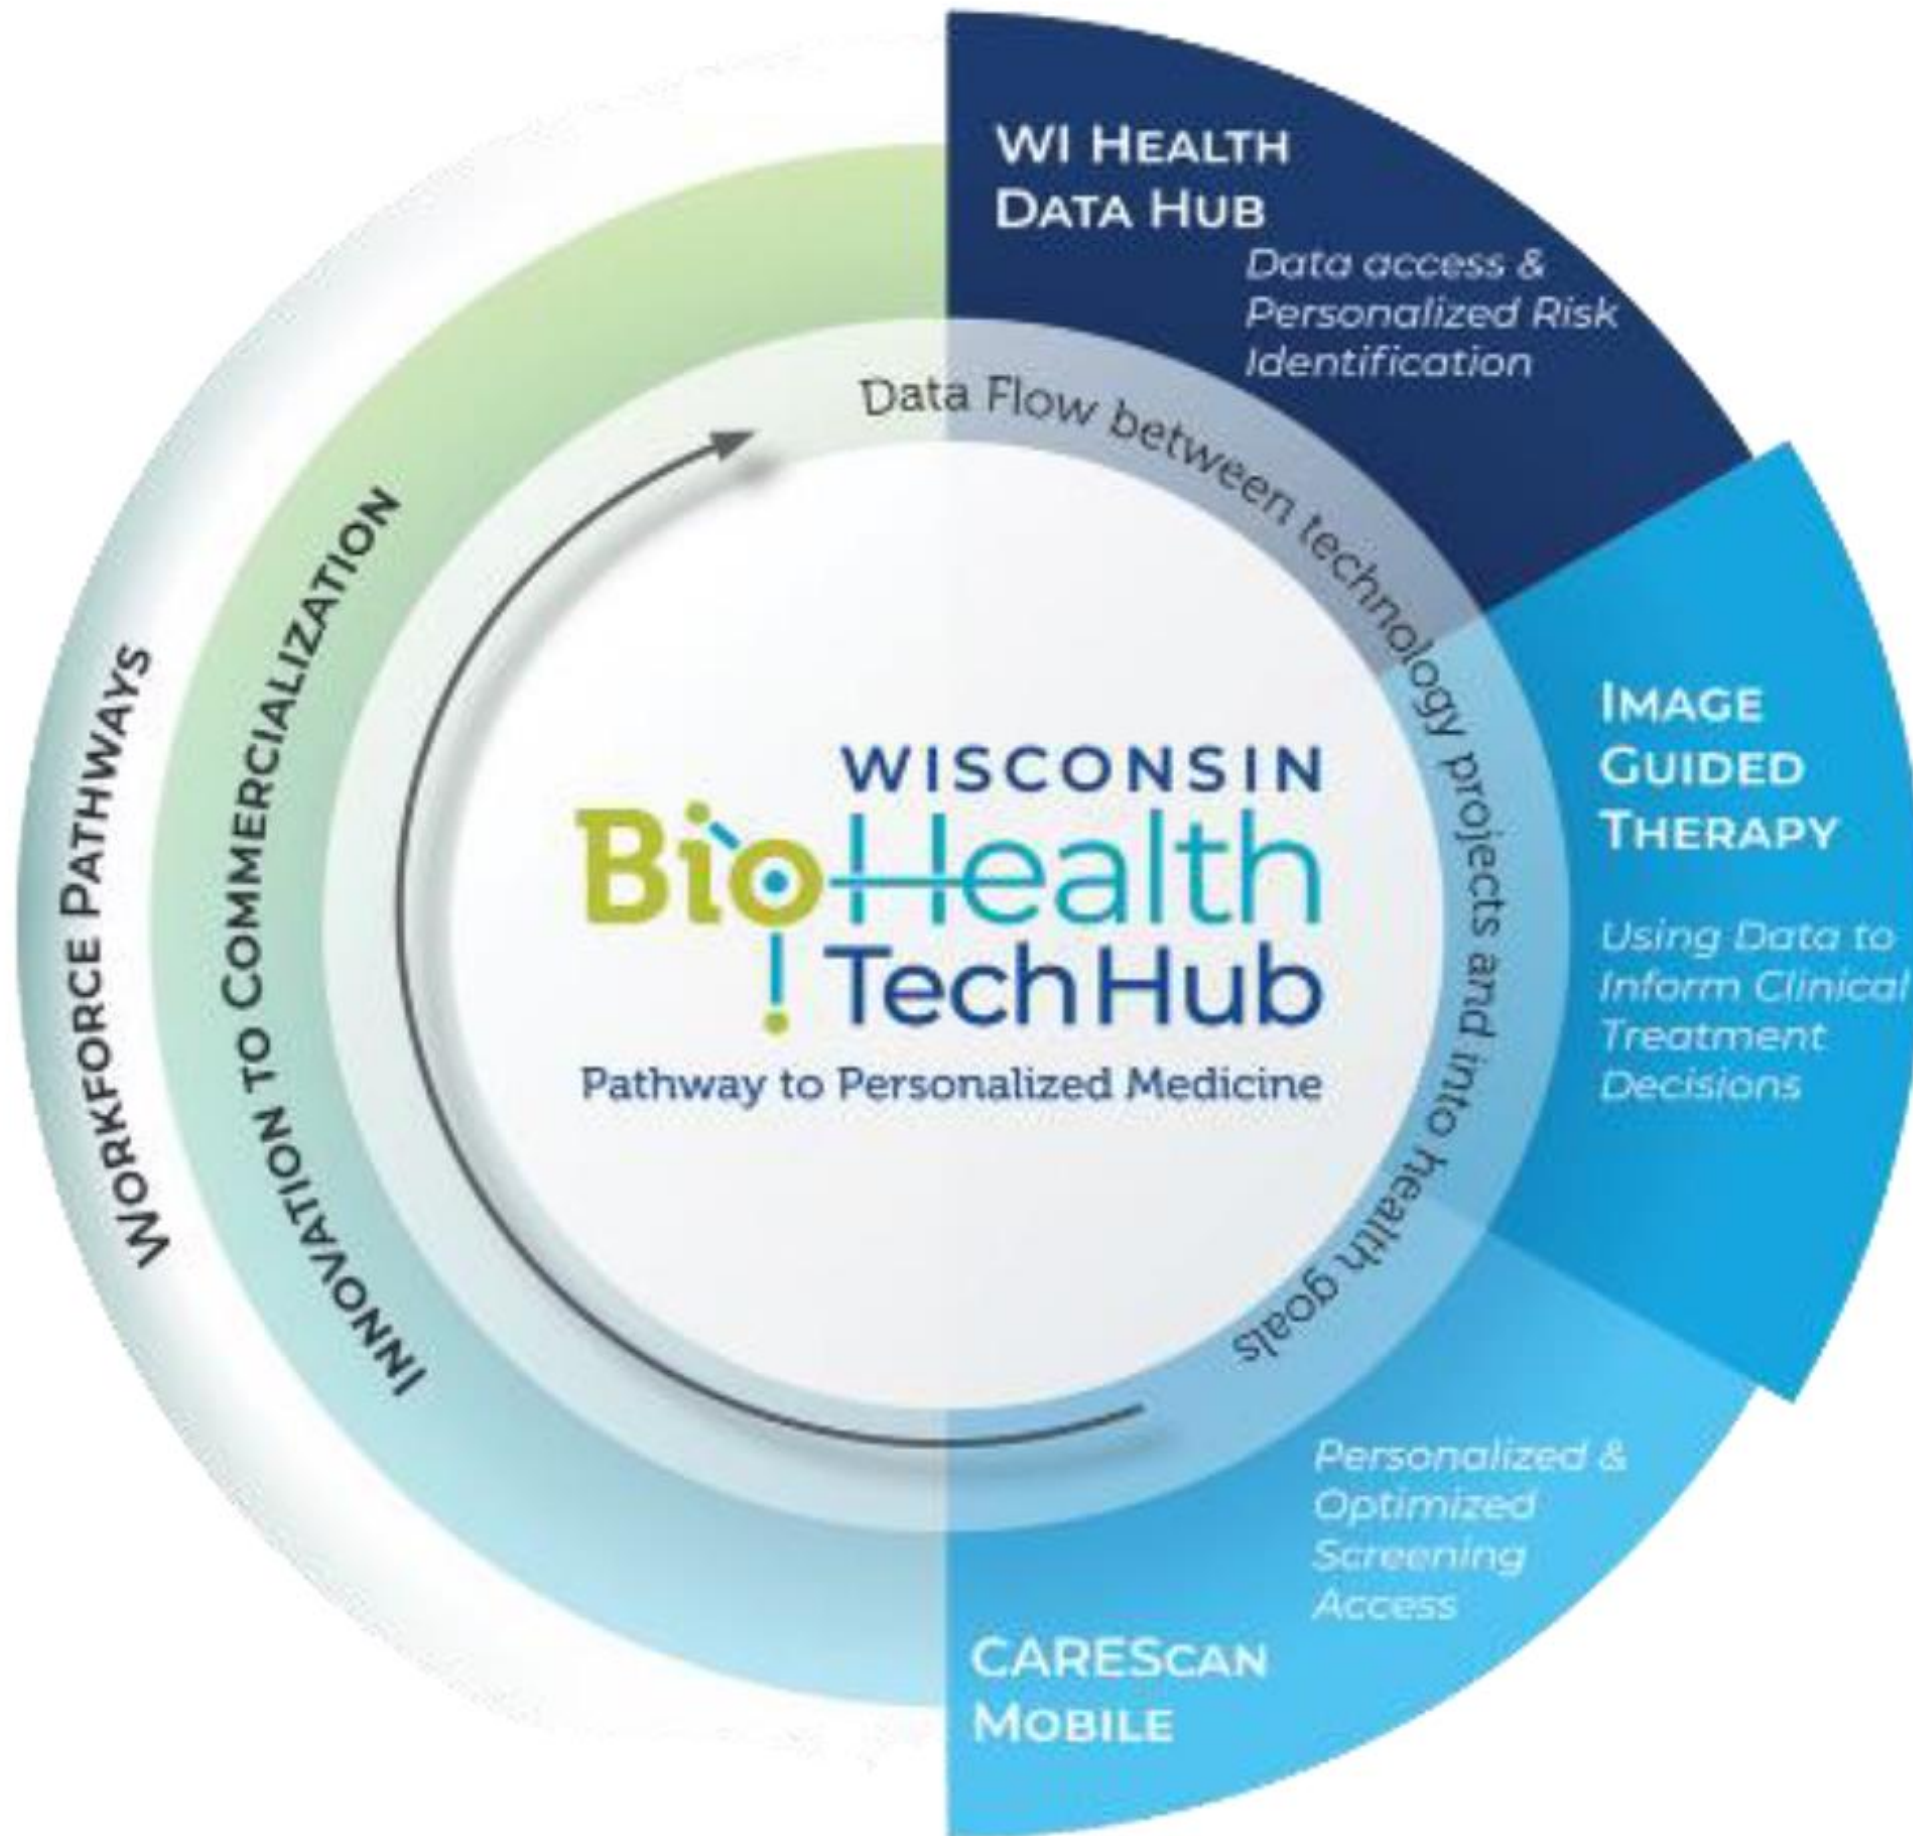 WI HEALTH
DATA HUB
Data access &
Personalized Risk
Identification
Data Flow between technology projects and into health goals
IMAGE
GUIDED
THERAPY
Using Data to
Inform Clinical
Treatment
Decisions
Personalized &
Optimized
Screening
Access
CARESCAN
MOBILE
WORKFORCE PATHWAYS
INNOVATION TO COMMERCIALIZATION
WISCONSIN
BioHealth
TechHub
Pathway to Personalized Medicine